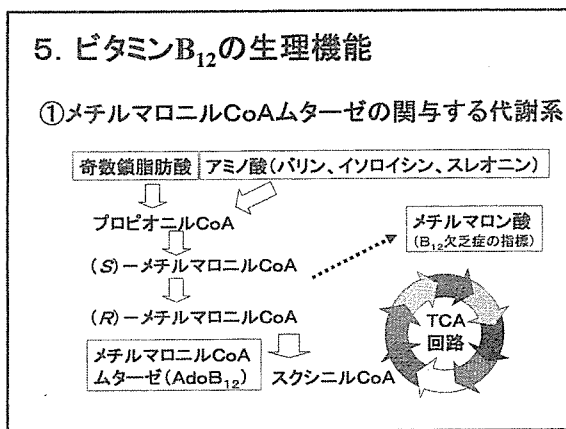 5. ビタミンB₁₂の生理機能
①メチルマロニルCoAムターゼの関与する代謝系
奇数鎖脂肪酸 アミノ酸(バリン、イソロイシン、スレオニン)
プロピオニルCoA
メチルマロン酸
(B₁₂欠乏症の指標)
(S)-メチルマロニルCoA
(R)-メチルマロニルCoA
TCA
回路
メチルマロニルCoA
ムターゼ(AdoB₁₂)
スクシニルCoA